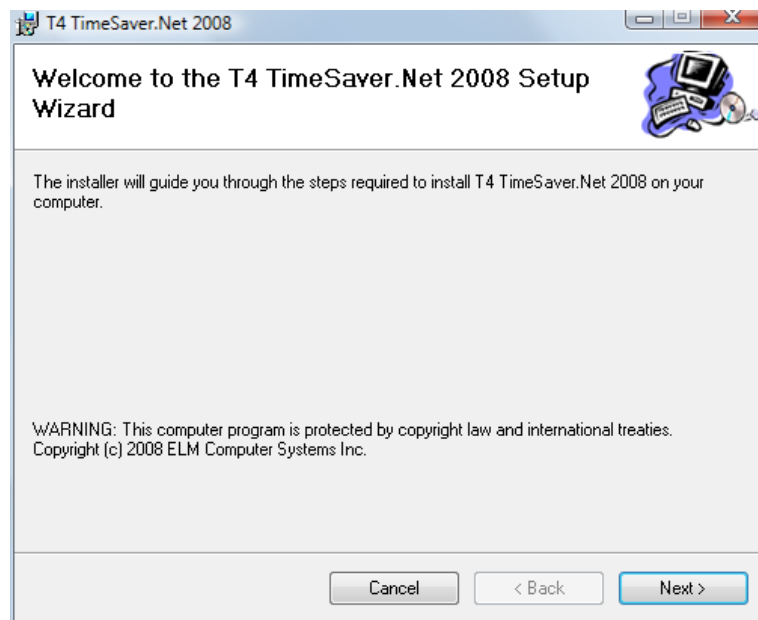 T4 TimeSaver.Net 2008
Welcome to the T4 TimeSaver.Net 2008 Setup
Wizard
The installer will guide you through the steps required to install T4 TimeSaver.Net 2008 on your
computer.
WARNING: This computer program is protected by copyright law and international treaties.
Copyright (c) 2008 ELM Computer Systems Inc.
Cancel
< Back
Next >